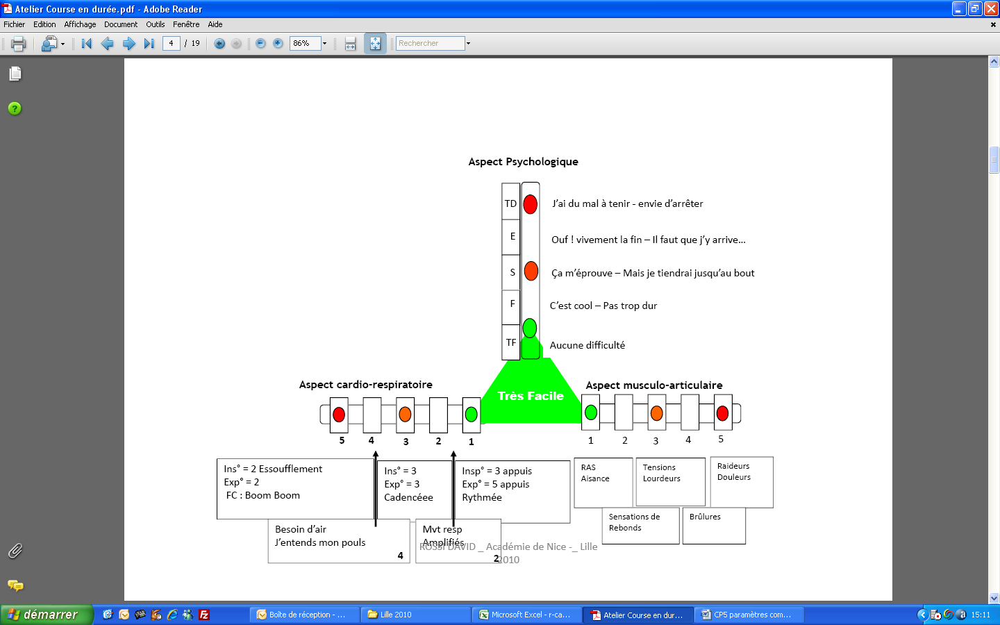 Atelier Course en durée.pdf - Adobe Reader
Fichier Edition Affichage Document Outils Fenêtre Aide
4 / 19 86% Rechercher
Aspect Psychologique
TD J’ai du mal à tenir - envie d’arrêter
E Ouf ! vivement la fin – Il faut que j’y arrive…
S Ça m’éprouve – Mais je tiendrai jusqu’au bout
F C’est cool – Pas trop dur
TF Aucune difficulté
Aspect cardio-respiratoire
Aspect musculo-articulaire
Très Facile
5 4 3 2 1
1 2 3 4 5
Ins° = 2 Essoufflement
Exp° = 2
FC : Boom Boom
Ins° = 3
Exp° = 3
Cadencéee
Insp° = 3 appuis
Exp° = 5 appuis
Rythmée
RAS
Aisance
Tensions
Lourdeurs
Raideurs
Douleurs
Besoin d’air
J’entends mon pouls
4
Mvt resp
Amplifiés
2
Sensations de
Rebonds
Brûlures
ROSSI DAVID _ Académie de Nice -_ Lille
2010
démarrer
Boîte de réception - ...
Lille 2010
Microsoft Excel - r-ca...
Atelier Course en dur...
CP5 paramètres com...
15:11